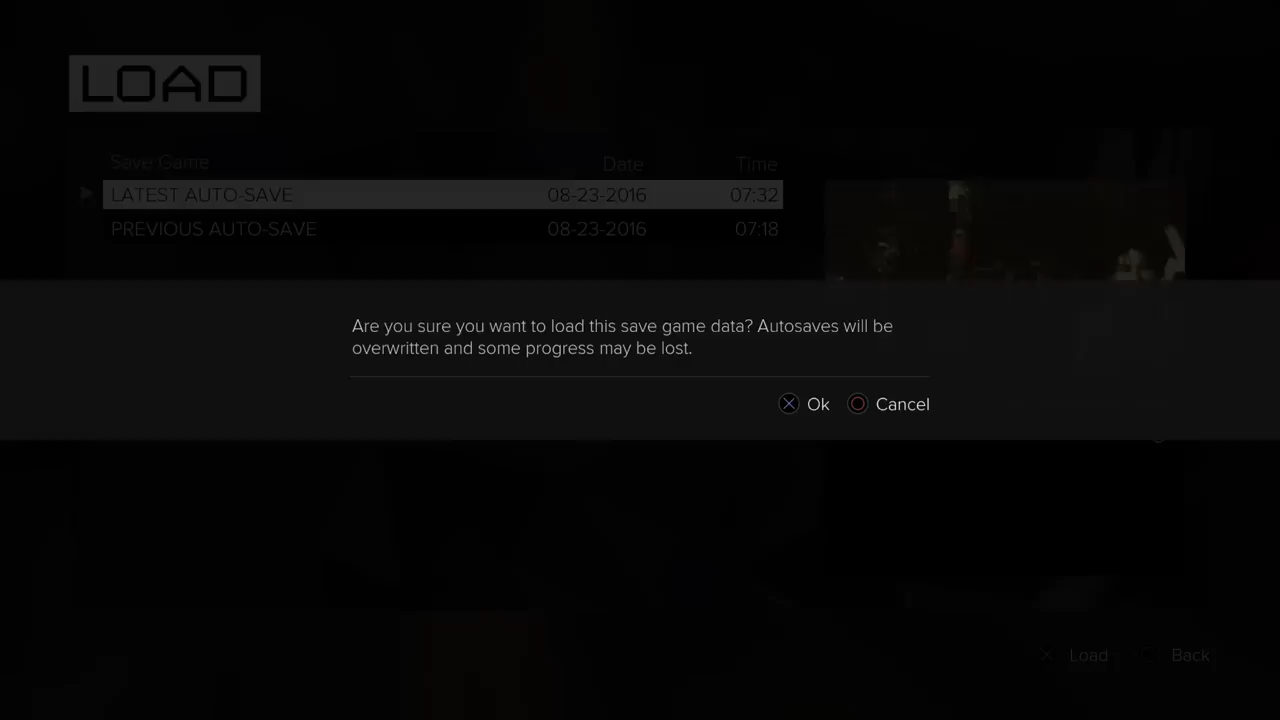 LOAD
Save Game Date Time
LATEST AUTO-SAVE 08-23-2016 07:32
PREVIOUS AUTO-SAVE 08-23-2016 07:18
Are you sure you want to load this save game data? Autosaves will be
overwritten and some progress may be lost.
Ok Cancel
Load Back